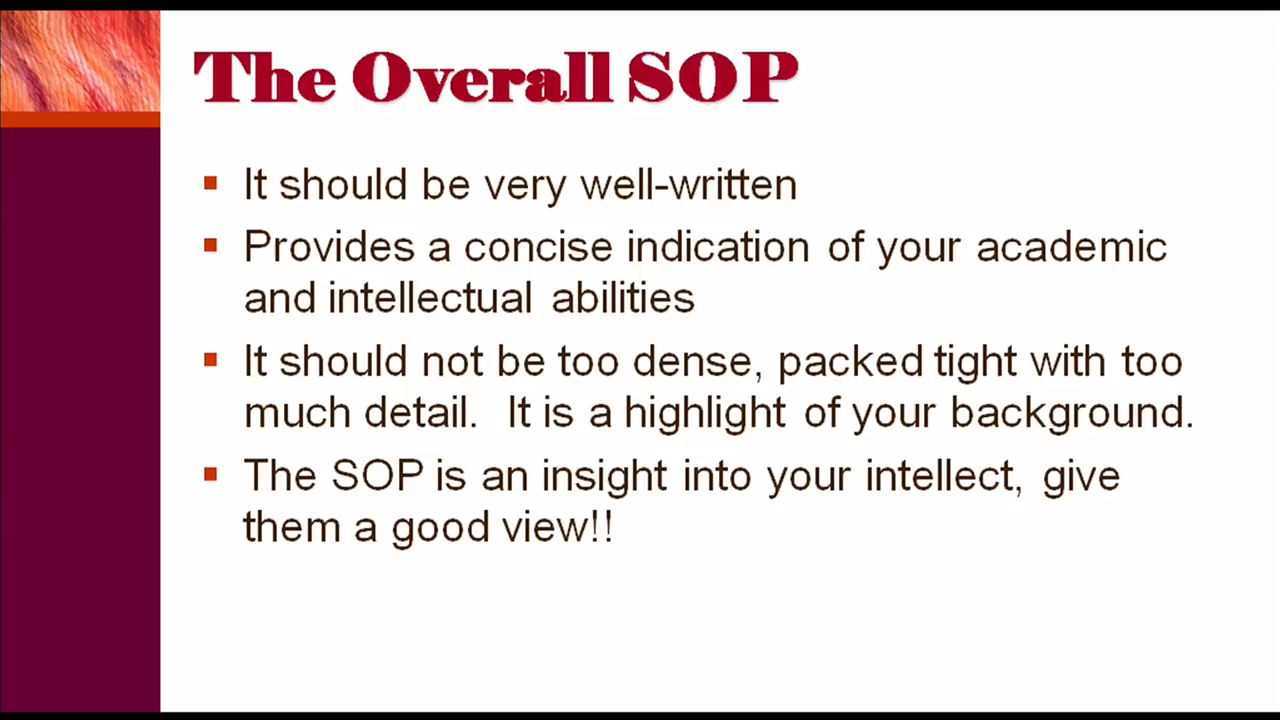 The Overall SOP
It should be very well-written
Provides a concise indication of your academic
and intellectual abilities
It should not be too dense, packed tight with too
much detail.  It is a highlight of your background.
The SOP is an insight into your intellect, give
them a good view!!